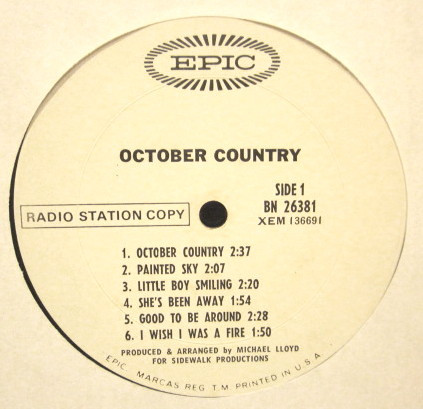 EPIC
OCTOBER COUNTRY
SIDE 1
BN 26381
XEM 136691
RADIO STATION COPY
1. OCTOBER COUNTRY 2:37
2. PAINTED SKY 2:07
3. LITTLE BOY SMILING 2:20
4. SHE'S BEEN AWAY 1:54
5. GOOD TO BE AROUND 2:28
6. I WISH I WAS A FIRE 1:50
PRODUCED & ARRANGED by MICHAEL LLOYD
FOR SIDEWALK PRODUCTIONS
EPIC. MARCAS REG. T.M. PRINTED IN U.S.A.